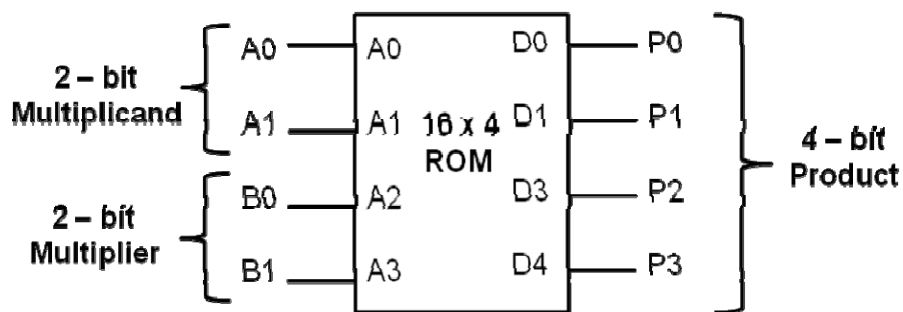 2 – bit
Multiplicand
2 – bit
Multiplier
A0
A1
B0
B1
A0
A1
A2
A3
16 x 4
ROM
D0
D1
D3
D4
P0
P1
P2
P3
4 – bit
Product